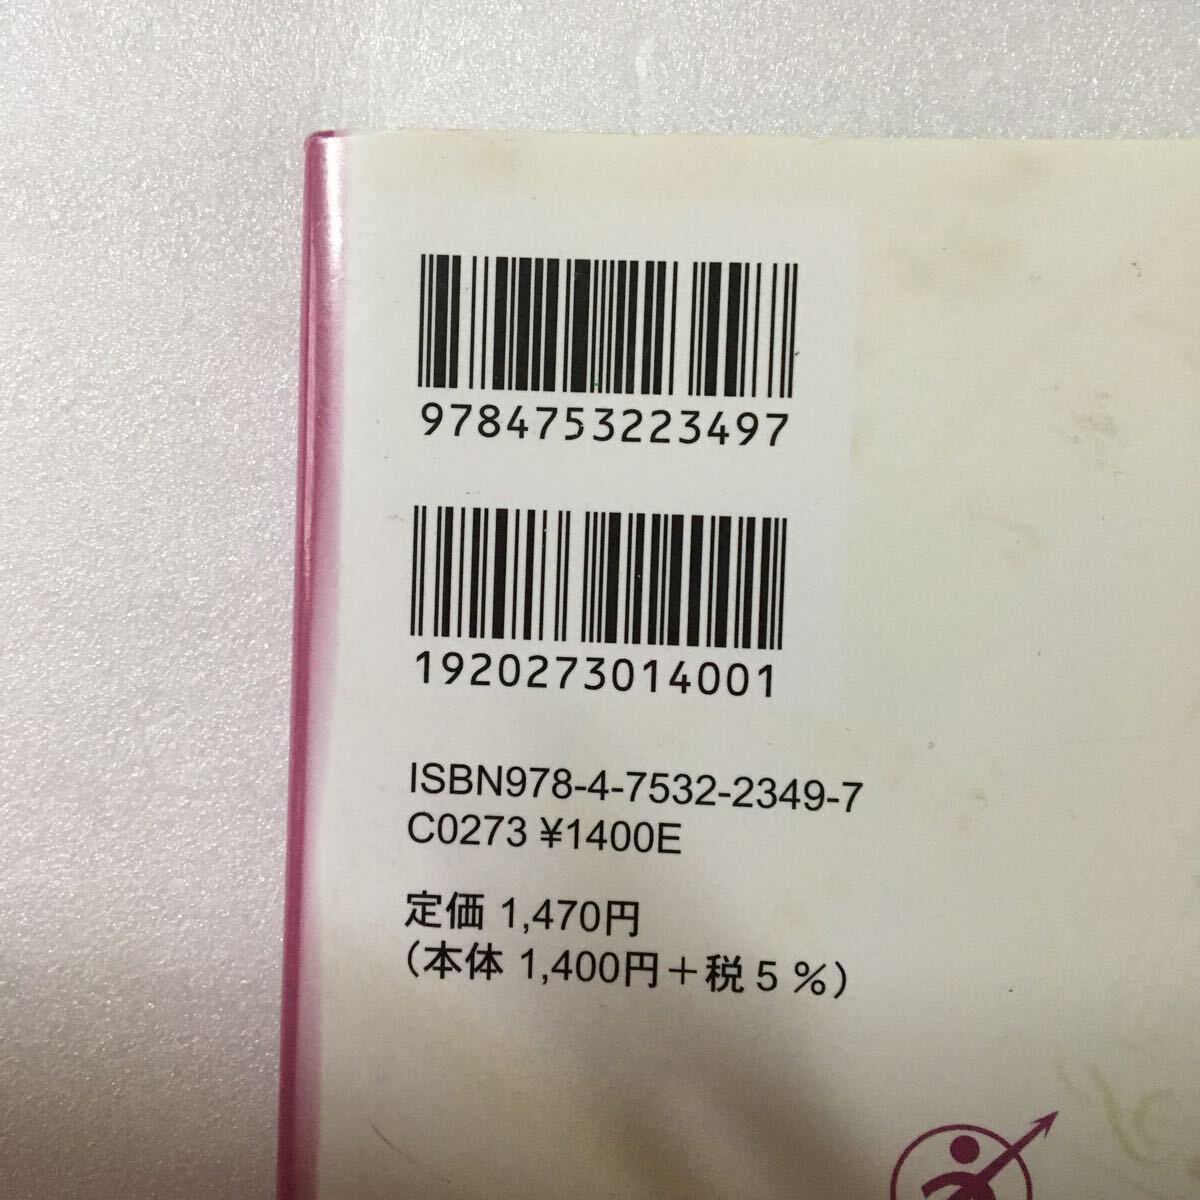 9784753223497
1920273014001
ISBN978-4-7532-2349-7
C0273 ¥1400E
定価 1,470円
（本体 1,400円＋税 5 %）